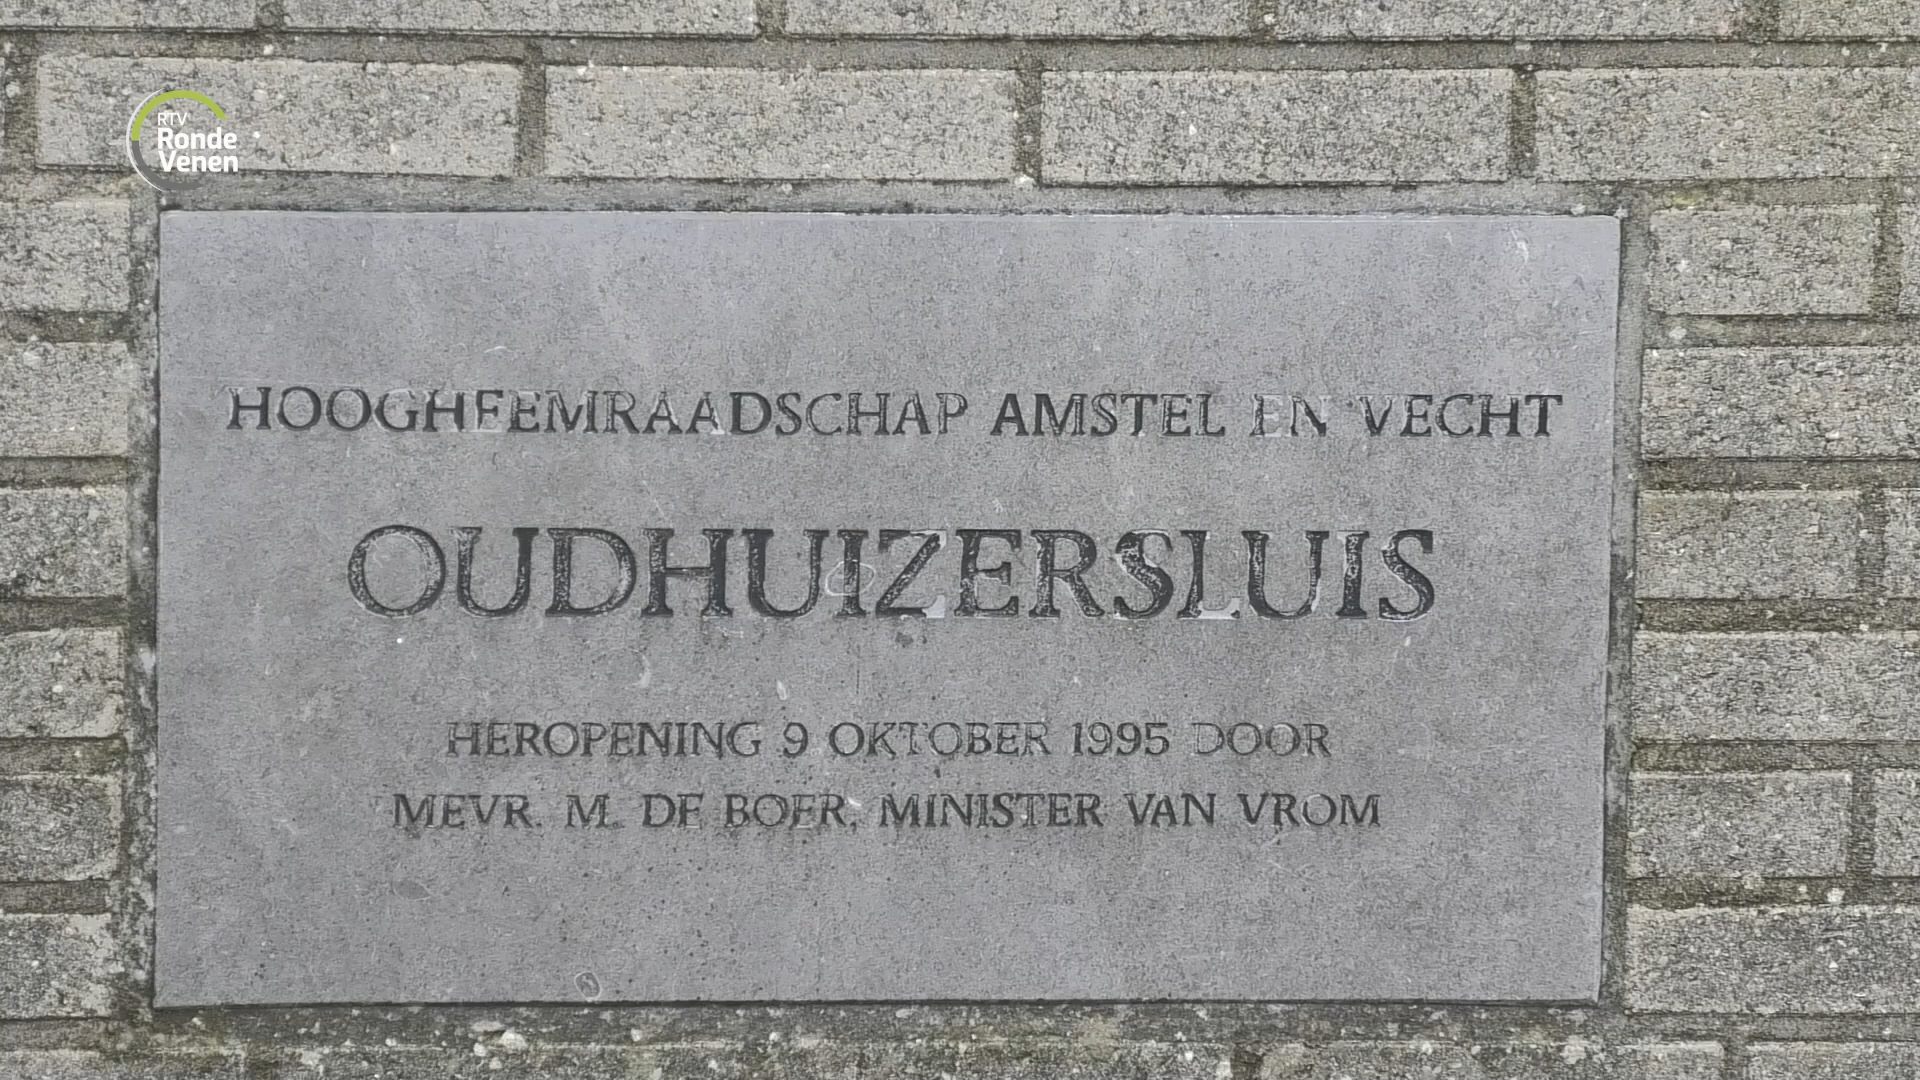 RTV
Ronde
Venen
HOOGHEEMRAADSCHAP AMSTEL EN VECHT
OUDHUIZERSLUIS
HEROPENING 9 OKTOBER 1995 DOOR
MEVR. M. DE BOER, MINISTER VAN VROM